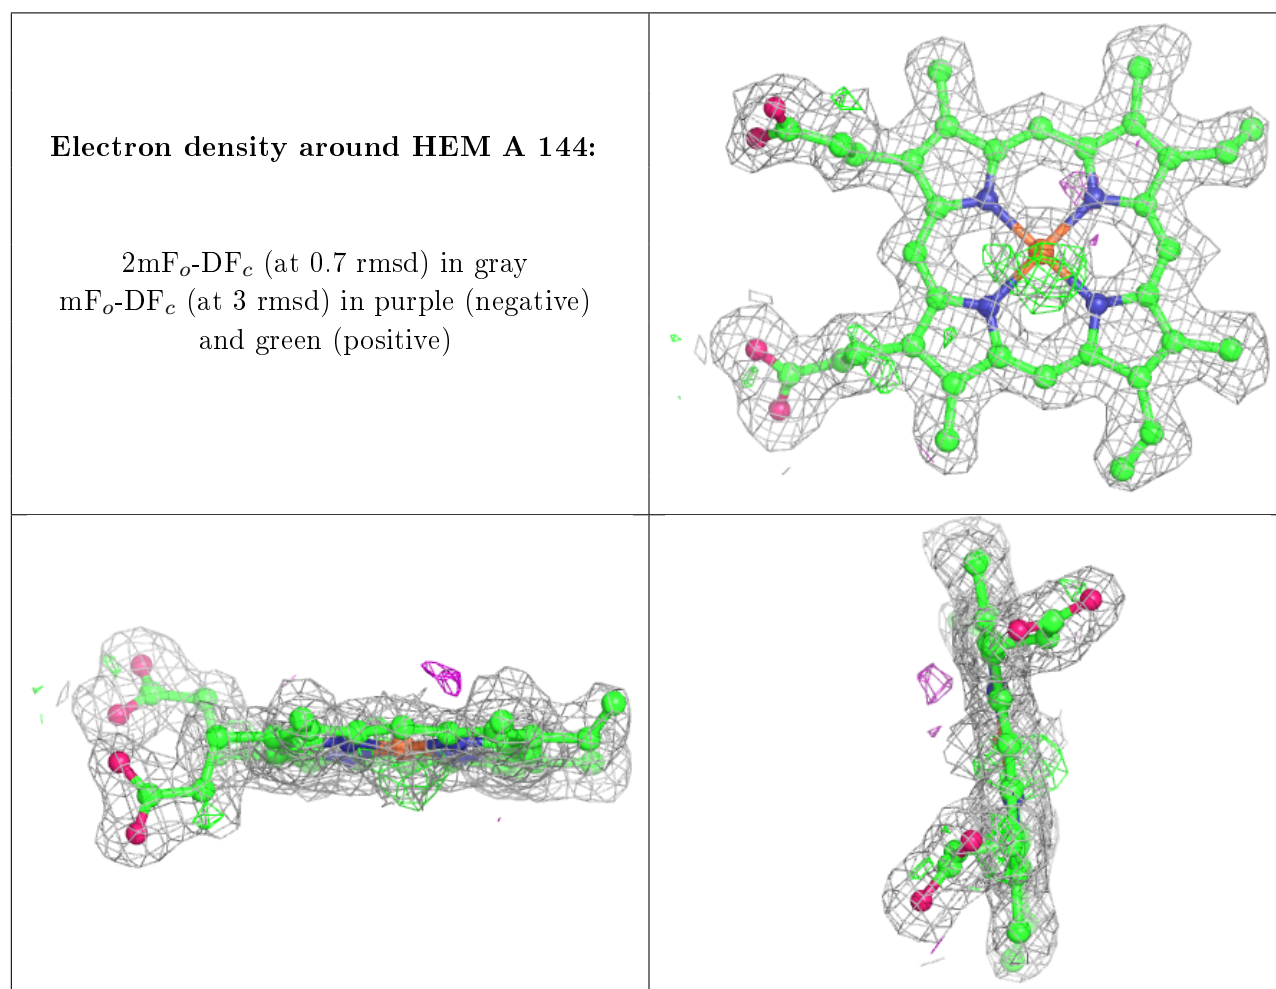 Electron density around HEM A 144:
2mFo-DFc (at 0.7 rmsd) in gray
mFo-DFc (at 3 rmsd) in purple (negative)
and green (positive)